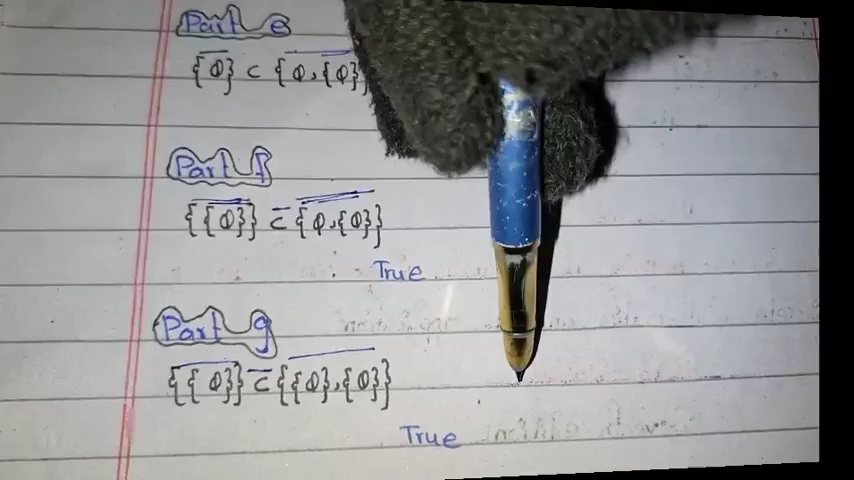 Part e
{Φ} ⊂ {Φ,{Φ}
Part f
{{Φ}} ⊂ {Φ,{Φ}}
True
Part g
{{Φ}} ⊂ {{Φ},{Φ}}
True